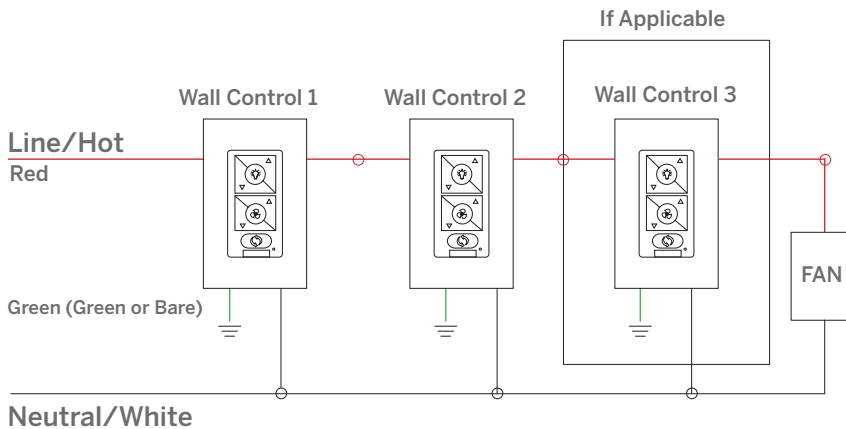 If Applicable
Wall Control 1
Wall Control 2
Wall Control 3
Line/Hot
Red
FAN
Green (Green or Bare)
Neutral/White